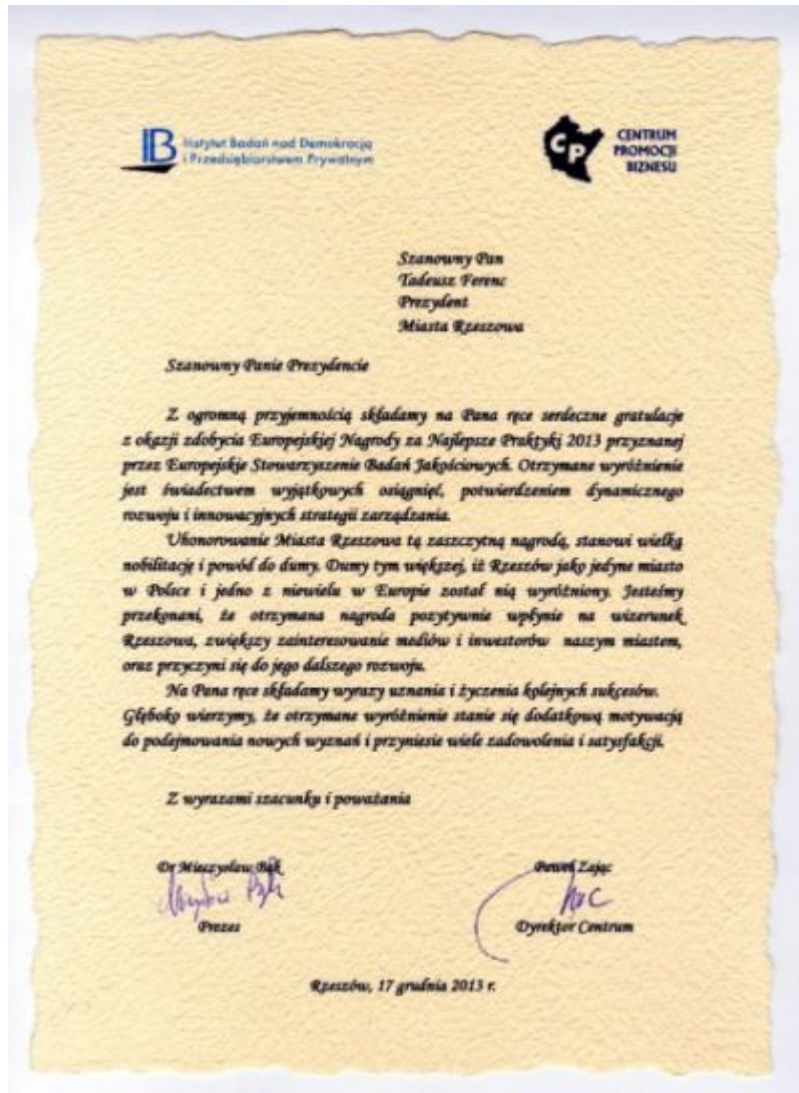 IB Instytut Badań nad Demokracją
i Przedsiębiorstwem Prywatnym
CP CENTRUM
PROMOCJI
BIZNESU
Szanowny Pan
Tadeusz Ferenc
Prezydent
Miasta Rzeszowa
Szanowny Panie Prezydencie
Z ogromną przyjemnością składamy na Pana ręce serdeczne gratulacje
z okazji zdobycia Europejskiej Nagrody za Najlepsze Praktyki 2013 przyznanej
przez Europejskie Stowarzyszenie Badań Jakościowych. Otrzymane wyróżnienie
jest świadectwem wyjątkowych osiągnięć, potwierdzeniem dynamicznego
rozwoju i innowacyjnych strategii zarządzania.
Uhonorowanie Miasta Rzeszowa tą zaszczytną nagrodą, stanowi wielką
nobilitację i powód do dumy. Dumy tym większej, iż Rzeszów jako jedyne miasto
w Polsce i jedno z niewielu w Europie został nią wyróżniony. Jesteśmy
przekonani, że otrzymana nagroda pozytywnie wpłynie na wizerunek
Rzeszowa, zwiększy zainteresowanie mediów i inwestorów naszym miastem,
oraz przyczyni się do jego dalszego rozwoju.
Na Pana ręce składamy wyrazy uznania i życzenia kolejnych sukcesów.
Głęboko wierzymy, że otrzymane wyróżnienie stanie się dodatkową motywacją
do podejmowania nowych wyznań i przyniesie wiele zadowolenia i satysfakcji.
Z wyrazami szacunku i poważania
Dr Mieczysław Bąk
Prezes
Paweł Zając
Dyrektor Centrum
Rzeszów, 17 grudnia 2013 r.